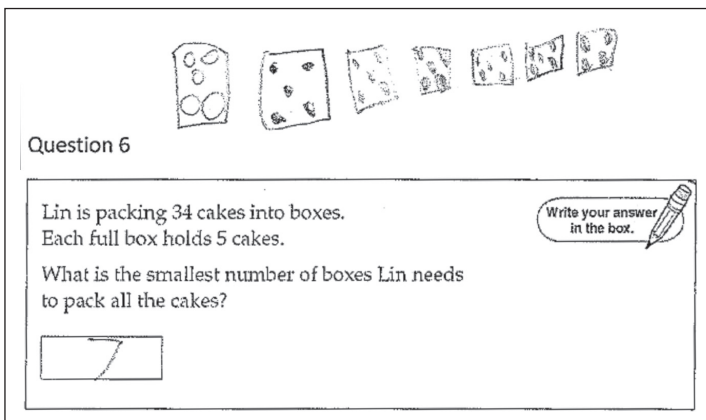 Question 6
Lin is packing 34 cakes into boxes.
Each full box holds 5 cakes.
Write your answer
in the box.
What is the smallest number of boxes Lin needs
to pack all the cakes?
7